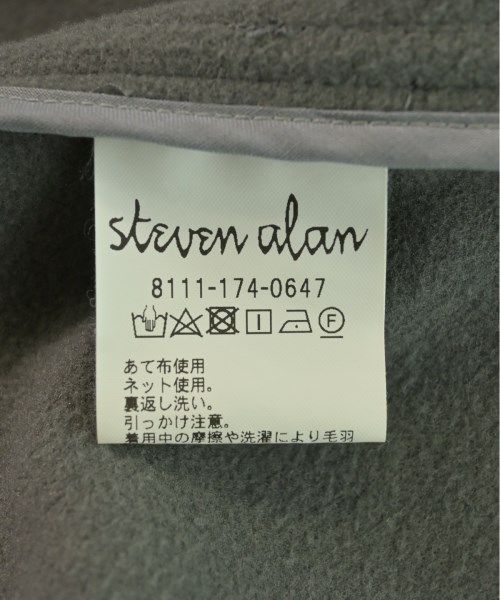 steven alan
8111-174-0647
あて布使用
ネット使用。
裏返し洗い。
引っかけ注意。
着用中の摩擦や洗濯により毛羽